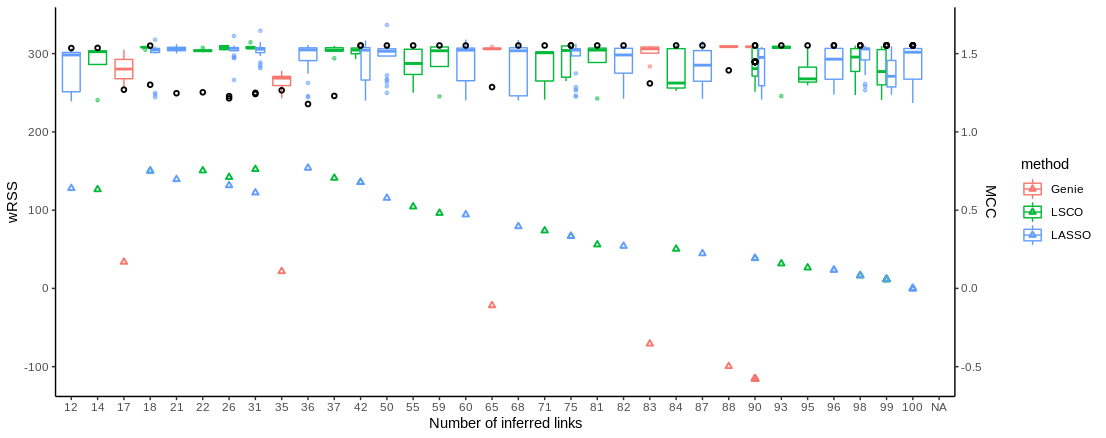 wRSS
300
200
100
0
-100
1.5
1.0
0.5
0.0
-0.5
MCC
12 14 17 18 21 22 26 31 35 36 37 42 50 55 59 60 65 68 71 75 81 82 83 84 87 88 90 93 95 96 98 99 100 NA
Number of inferred links
method
Genie
LSCO
LASSO